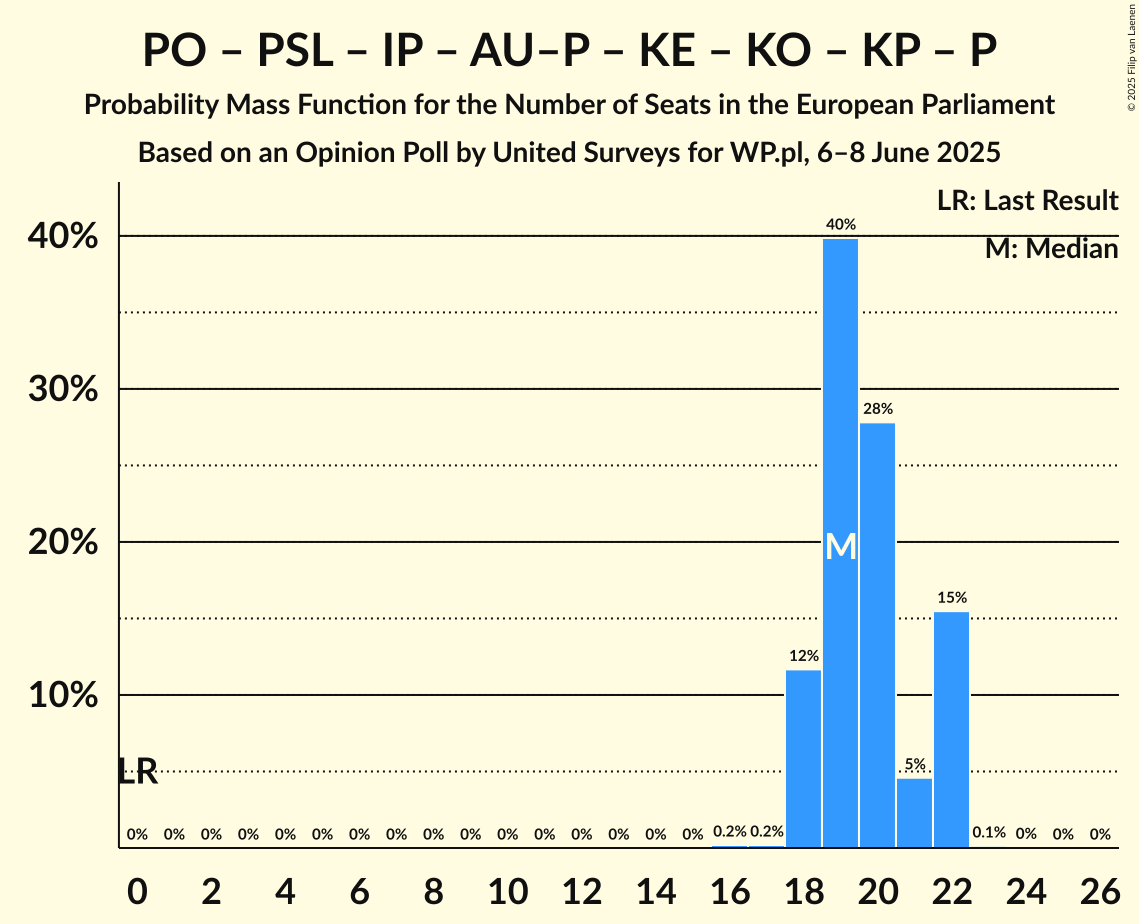 PO – PSL – IP – AU–P – KE – KO – KP – P
Probability Mass Function for the Number of Seats in the European Parliament
Based on an Opinion Poll by United Surveys for WP.pl, 6–8 June 2025
© 2025 Filip van Laenen
LR: Last Result
M: Median
40%
30%
20%
10%
40%
28%
M
15%
12%
5%
LR
0% 0% 0% 0% 0% 0% 0% 0% 0% 0% 0% 0% 0% 0% 0% 0% 0.2% 0.2% 0.1% 0% 0% 0%
0 2 4 6 8 10 12 14 16 18 20 22 24 26